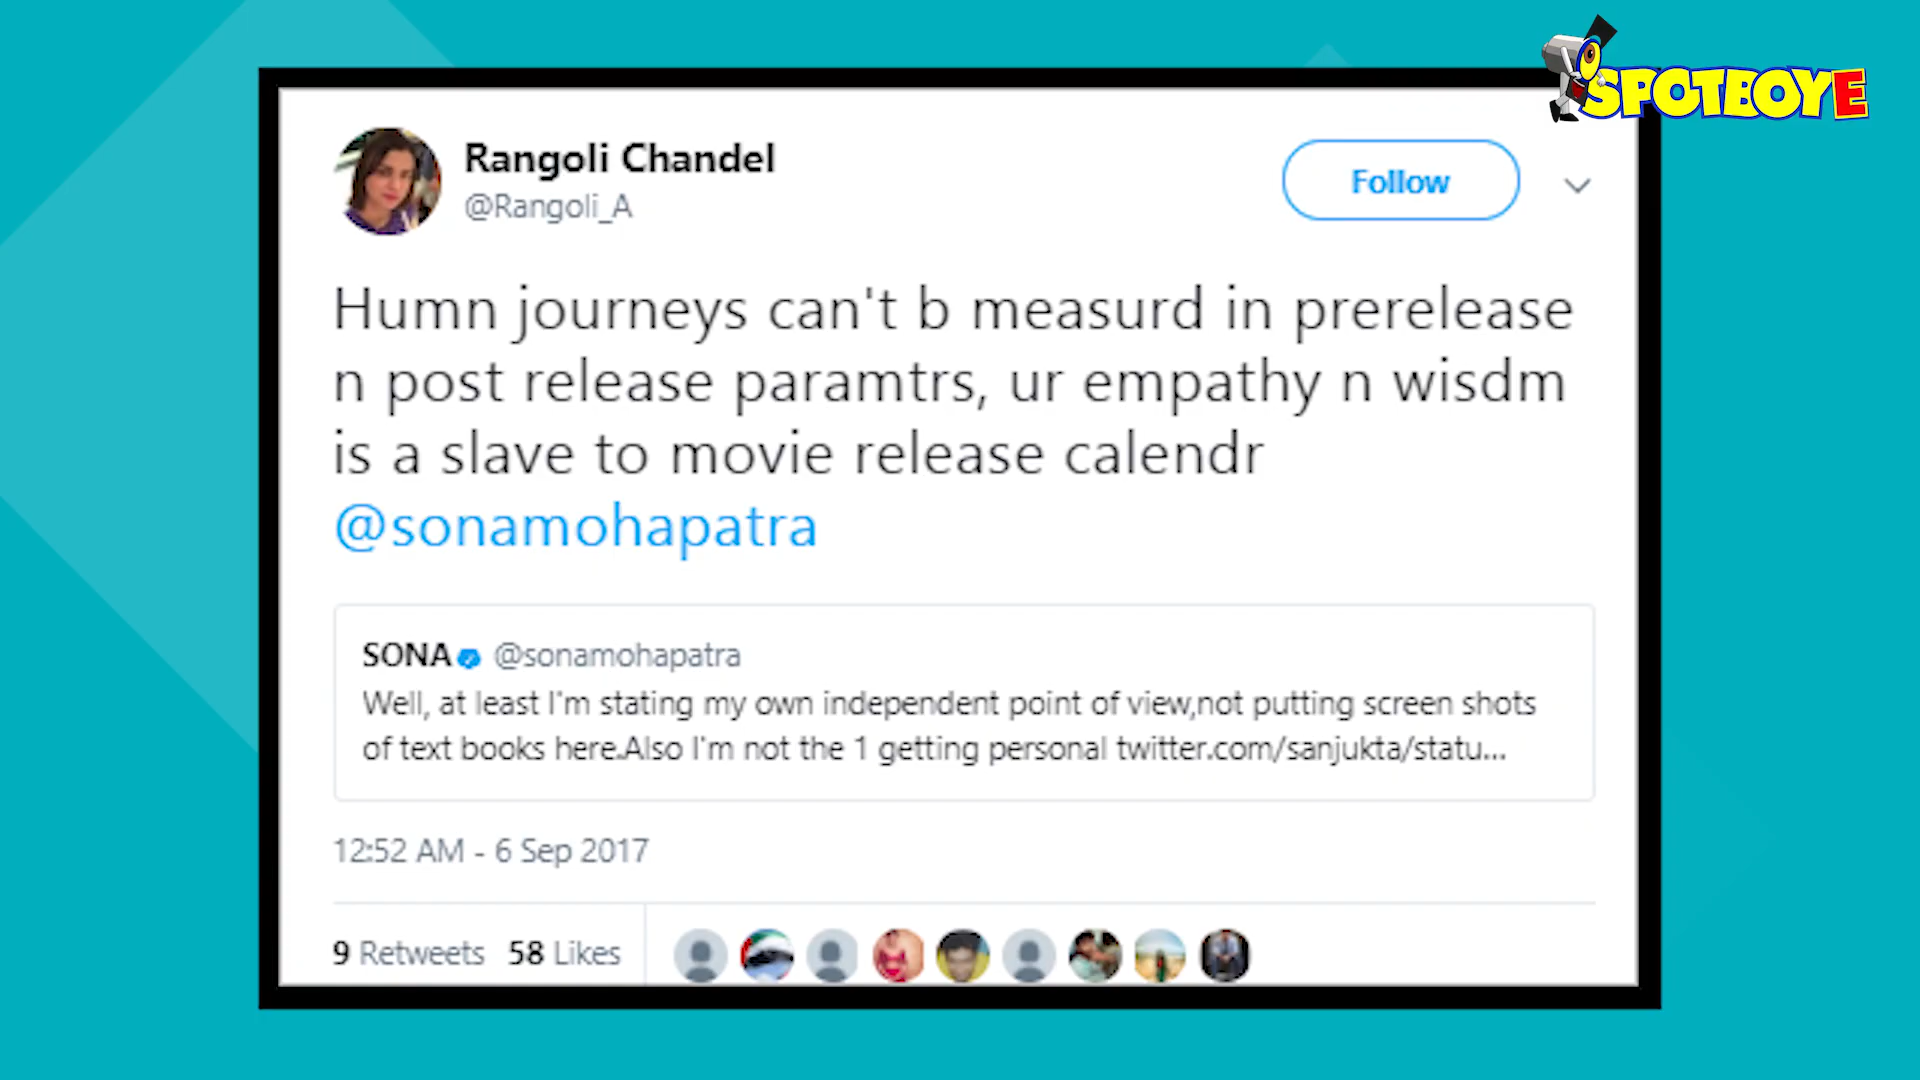 SPOTBOYE
Rangoli Chandel
@Rangoli_A
Follow
Humn journeys can't b measurd in prerelease
n post release paramtrs, ur empathy n wisdm
is a slave to movie release calendr
@sonamohapatra
SONA @sonamohapatra
Well, at least I'm stating my own independent point of view,not putting screen shots
of text books here.Also I'm not the 1 getting personal twitter.com/sanjukta/statu...
12:52 AM - 6 Sep 2017
9 Retweets 58 Likes